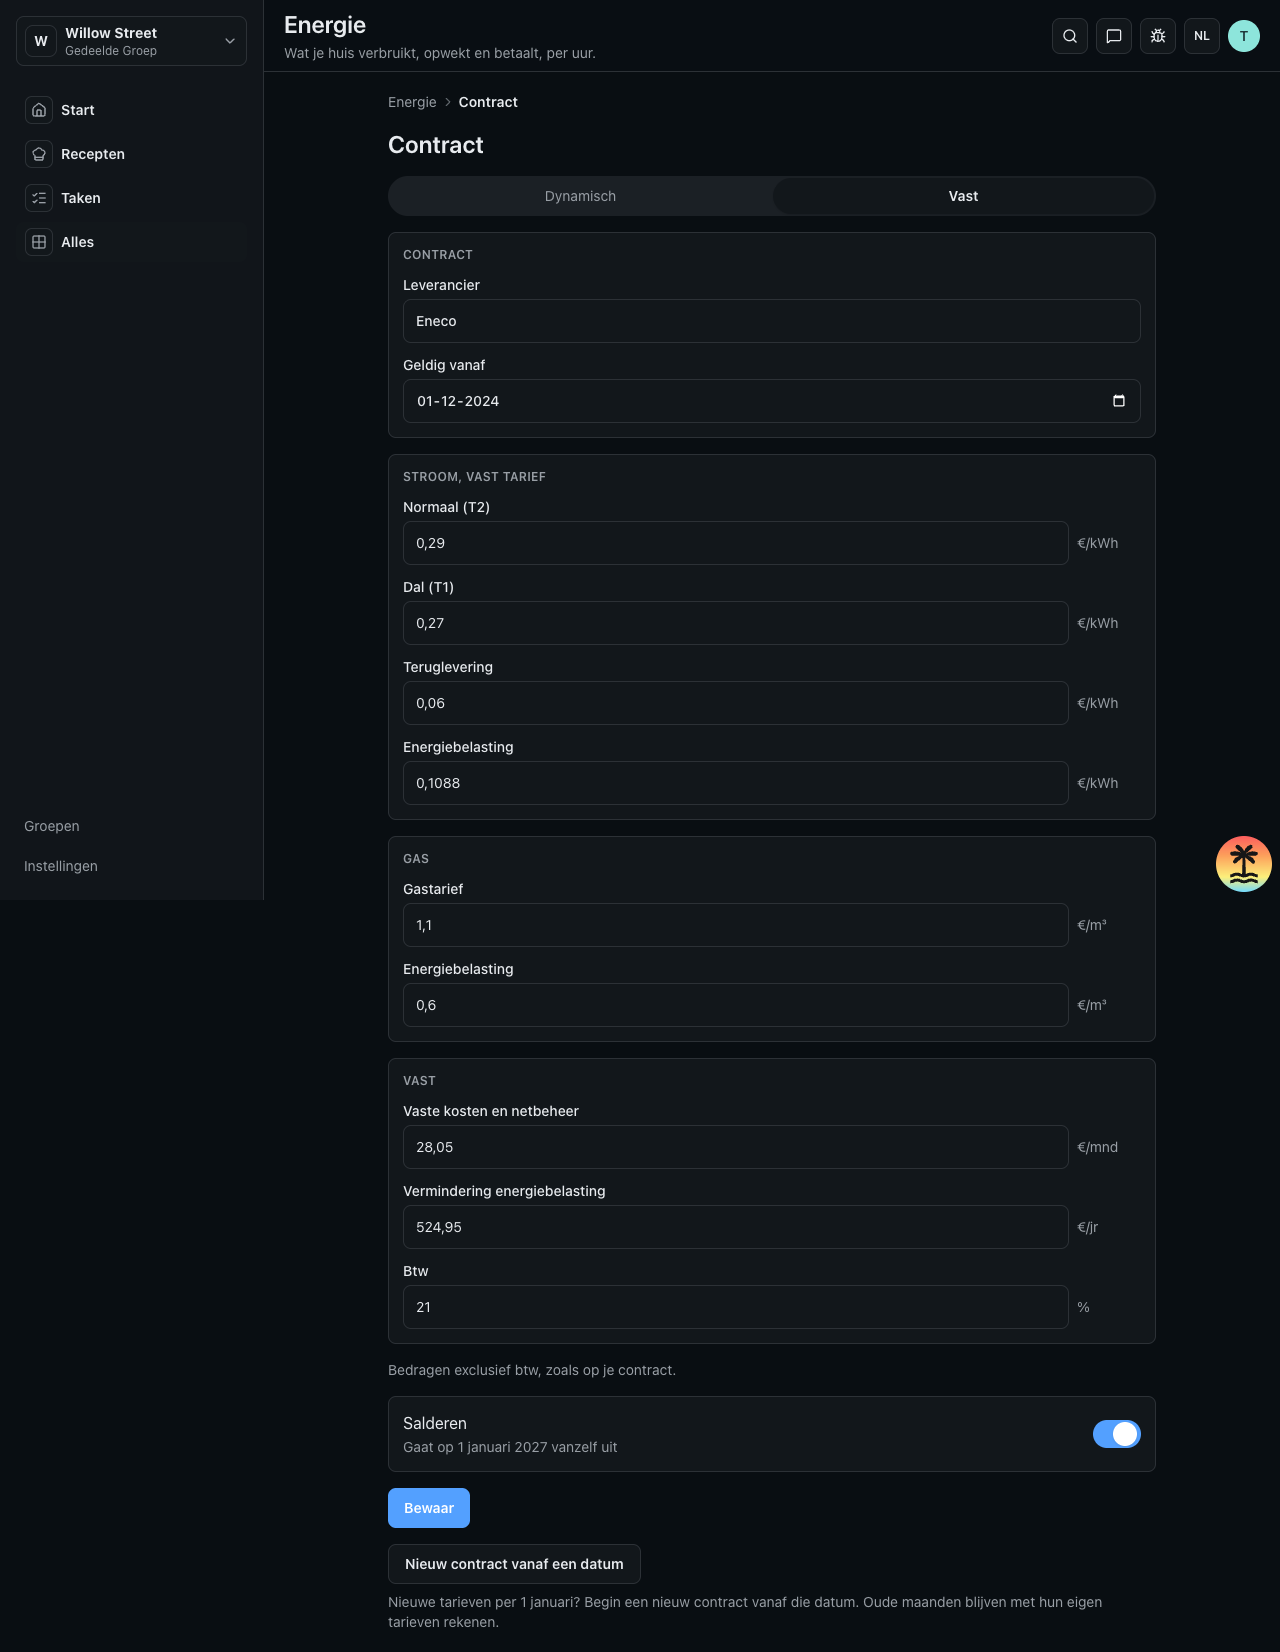 W
Willow Street
Gedeelde Groep
Start
Recepten
Taken
Alles
Groepen
Instellingen
Energie
Wat je huis verbruikt, opwekt en betaalt, per uur.
NL
T
Energie > Contract
Contract
Dynamisch
Vast
CONTRACT
Leverancier
Eneco
Geldig vanaf
01-12-2024
STROOM, VAST TARIEF
Normaal (T2)
0,29 €/kWh
Dal (T1)
0,27 €/kWh
Teruglevering
0,06 €/kWh
Energiebelasting
0,1088 €/kWh
GAS
Gastarief
1,1 €/m³
Energiebelasting
0,6 €/m³
VAST
Vaste kosten en netbeheer
28,05 €/mnd
Vermindering energiebelasting
524,95 €/jr
Btw
21 %
Bedragen exclusief btw, zoals op je contract.
Salderen
Gaat op 1 januari 2027 vanzelf uit
Bewaar
Nieuw contract vanaf een datum
Nieuwe tarieven per 1 januari? Begin een nieuw contract vanaf die datum. Oude maanden blijven met hun eigen
tarieven rekenen.